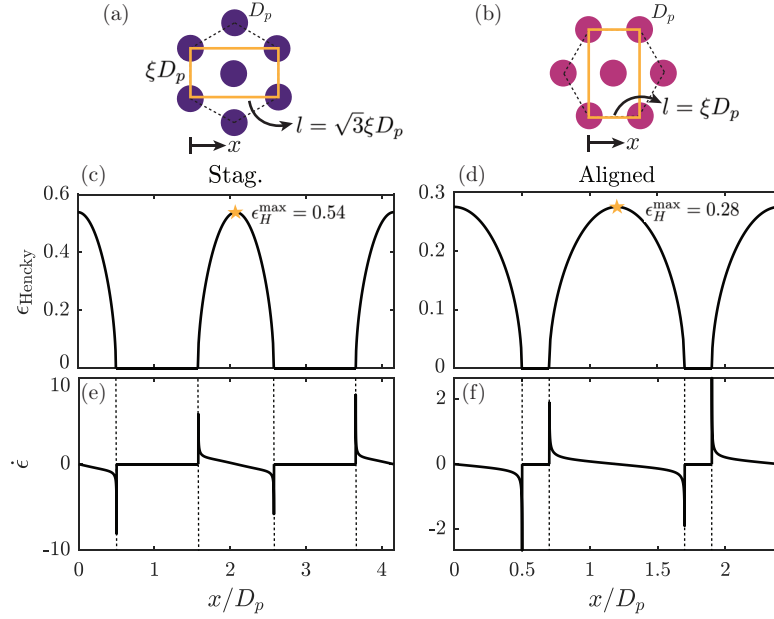 (a)
D_p
(b)
D_p
ξD_p
l = √3ξD_p
l = ξD_p
x
x
(c)
Stag.
(d)
Aligned
0.6
0.4
0.2
0
ϵ_Hencky
ϵ_H^max = 0.54
0.3
0.2
0.1
0
ϵ_H^max = 0.28
(e)
10
0
-10
ϵ̇
0
1
2
3
4
x/D_p
(f)
2
0
-2
0
0.5
1
1.5
2
x/D_p